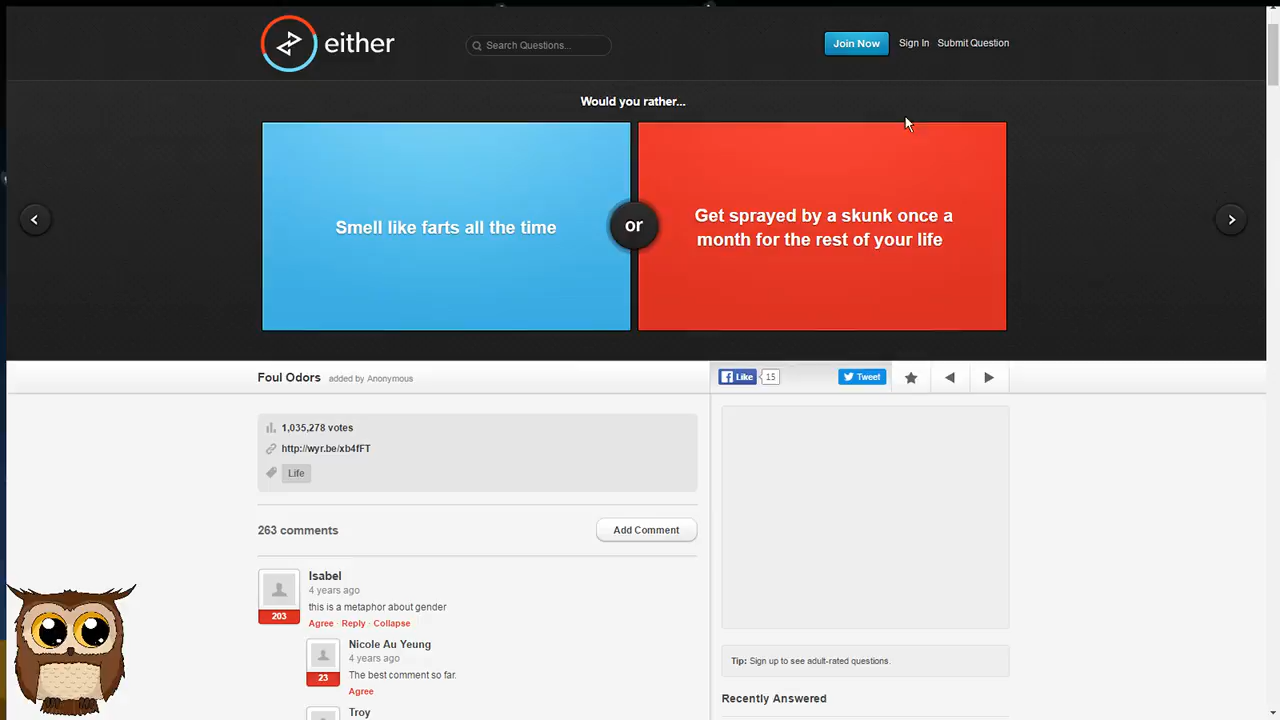 either
Search Questions...
Join Now
Sign In
Submit Question
Would you rather...
Smell like farts all the time
or
Get sprayed by a skunk once a
month for the rest of your life
Foul Odors added by Anonymous
Like 15
Tweet
1,035,278 votes
http://wyr.be/xb4fFT
Life
263 comments
Add Comment
Isabel
4 years ago
this is a metaphor about gender
203
Agree · Reply · Collapse
Nicole Au Yeung
4 years ago
The best comment so far.
23
Agree
Troy
Tip: Sign up to see adult-rated questions.
Recently Answered